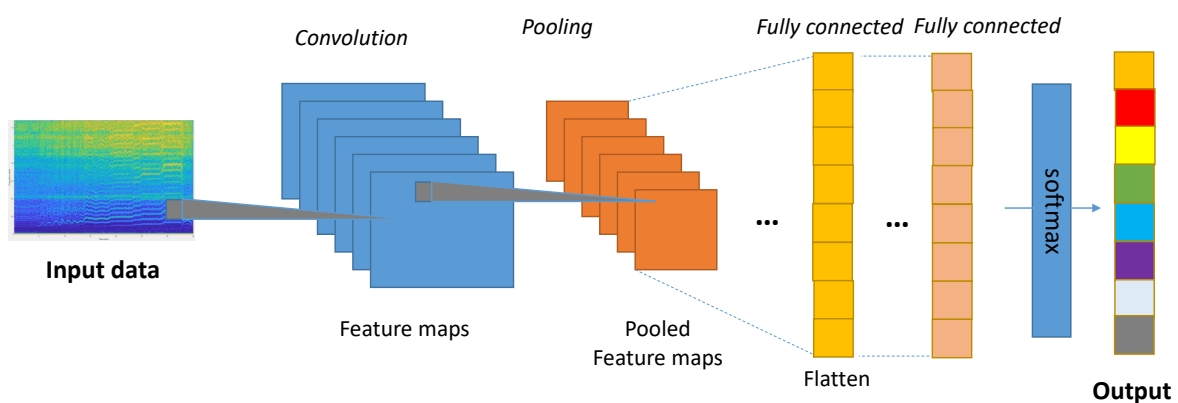 Convolution
Pooling
Fully connected
Fully connected
Input data
Feature maps
Pooled
Feature maps
...
Flatten
...
softmax
Output